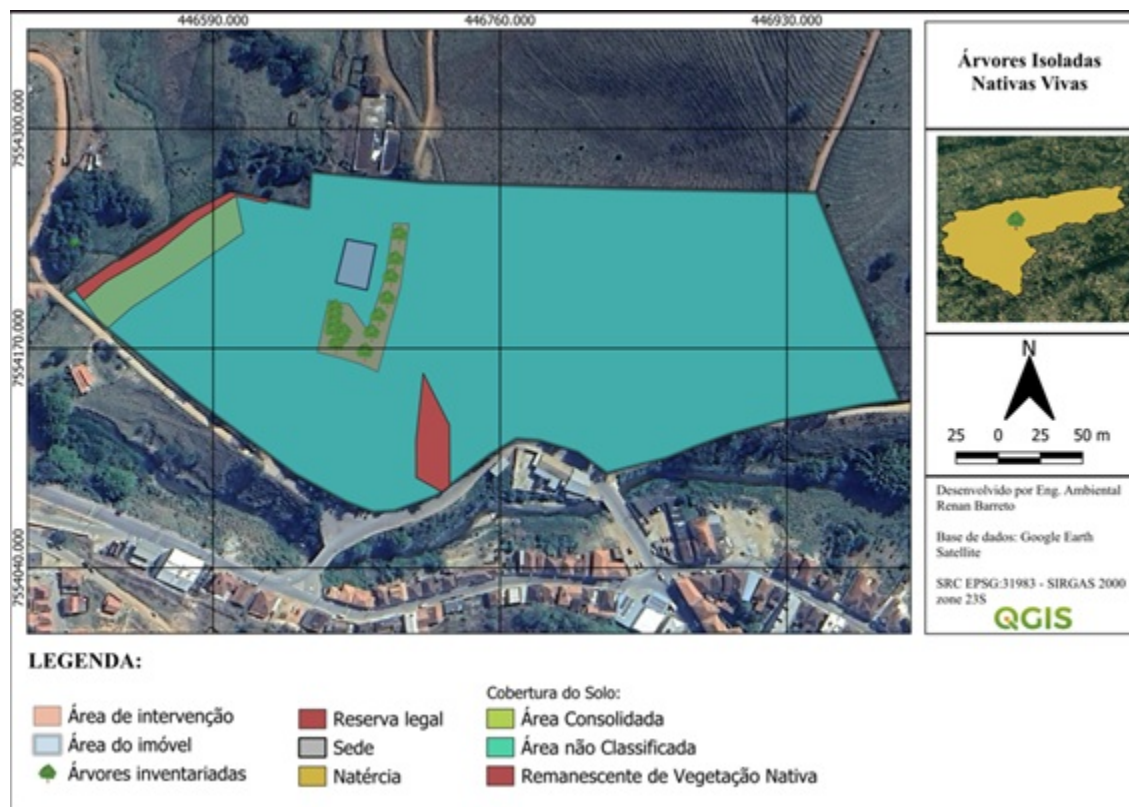 446590.000 446760.000 446930.000
7554300.000
7554170.000
7554040.000
Árvores Isoladas
Nativas Vivas
N
25 0 25 50 m
Desenvolvido por Eng. Ambiental
Renan Barreto
Base de dados: Google Earth
Satellite
SRC EPSG:31983 - SIRGAS 2000
zone 23S
QGIS
LEGENDA:
Área de intervenção
Área do imóvel
Árvores inventariadas
Reserva legal
Sede
Natércia
Cobertura do Solo:
Área Consolidada
Área não Classificada
Remanescente de Vegetação Nativa